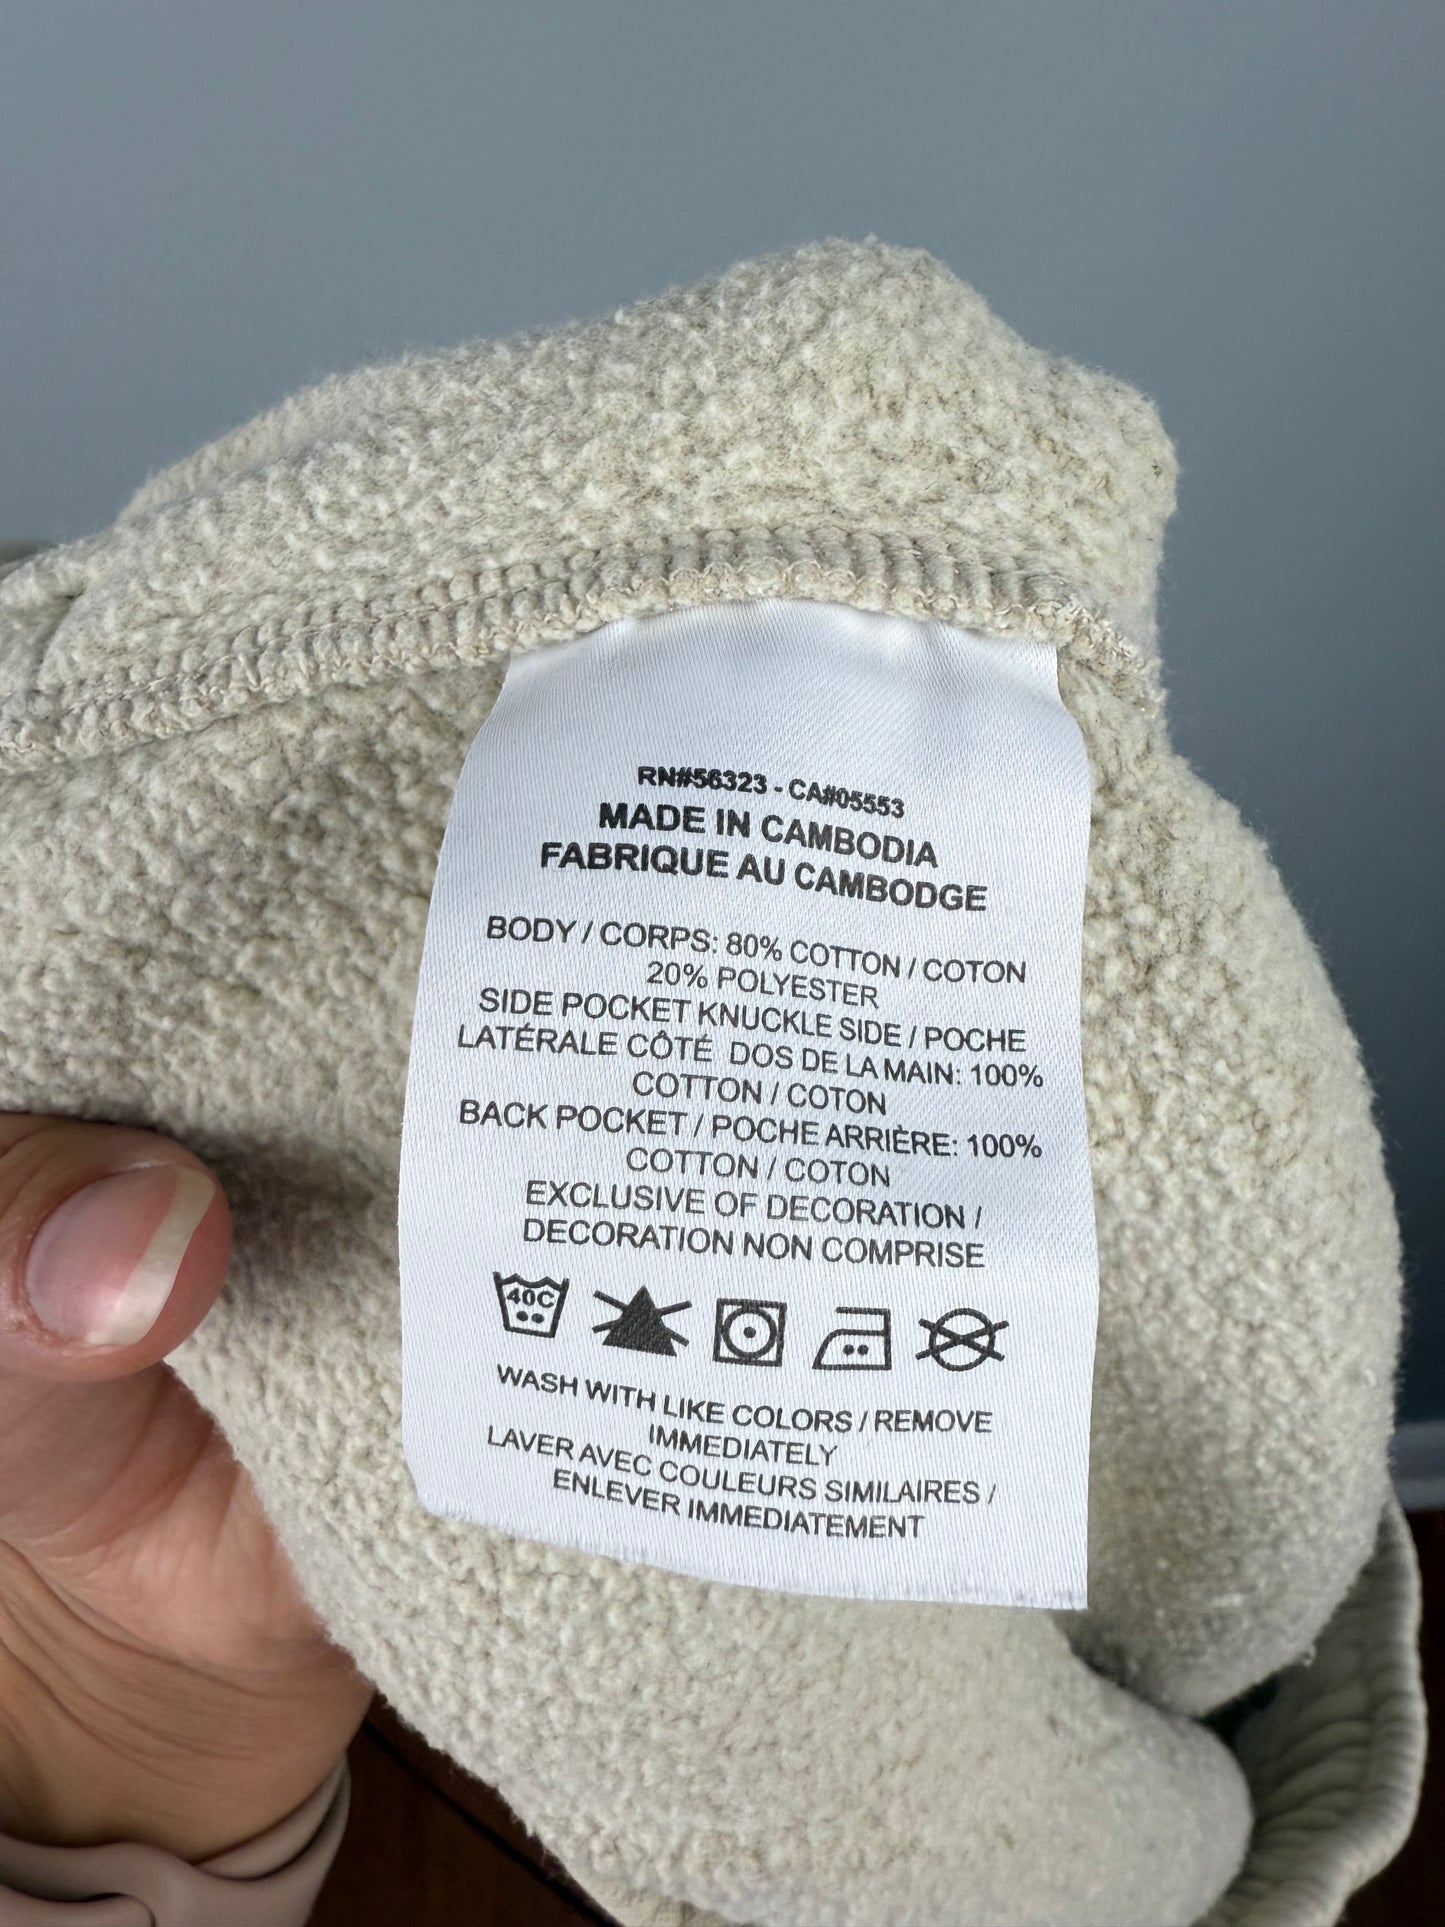 RN#56323 - CA#05553
MADE IN CAMBODIA
FABRIQUE AU CAMBODGE
BODY / CORPS: 80% COTTON / COTON
20% POLYESTER
SIDE POCKET KNUCKLE SIDE / POCHE
LATÉRALE CÔTÉ DOS DE LA MAIN: 100%
COTTON / COTON
BACK POCKET / POCHE ARRIÈRE: 100%
COTTON / COTON
EXCLUSIVE OF DECORATION /
DECORATION NON COMPRISE
40C
WASH WITH LIKE COLORS / REMOVE
IMMEDIATELY
LAVER AVEC COULEURS SIMILAIRES /
ENLEVER IMMEDIATEMENT